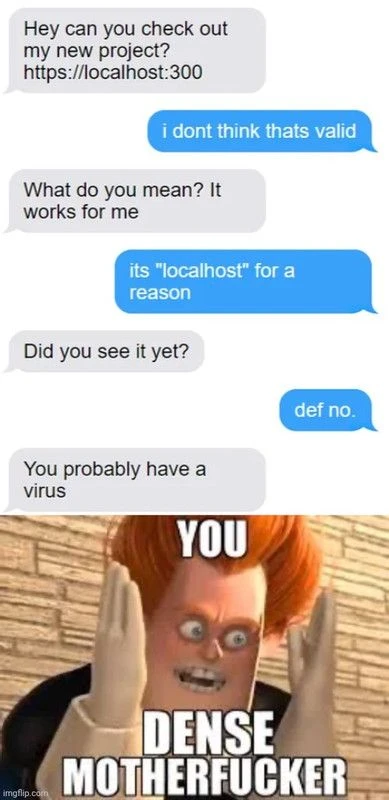 Hey can you check out
my new project?
https://localhost:300
i dont think thats valid
What do you mean? It
works for me
its "localhost" for a
reason
Did you see it yet?
def no.
You probably have a
virus
YOU
DENSE
MOTHERFUCKER
imgflip.com